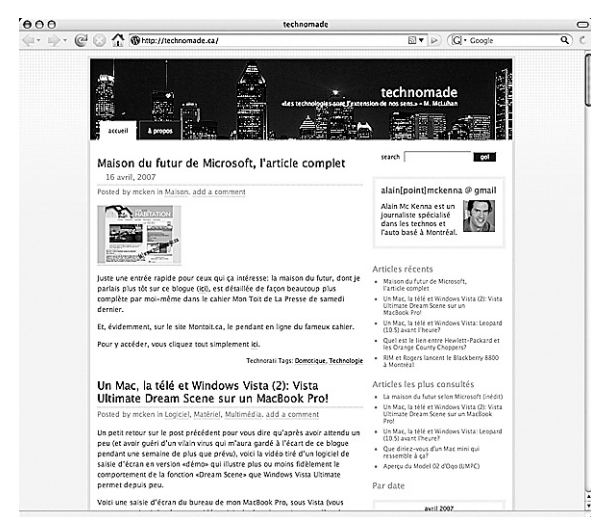 technomade
http://technomade.ca/
Google
technomade
«Les technologies sont l'extension de nos sens.» – M. McLuhan
accueil
à propos
search
go!
Maison du futur de Microsoft, l'article complet
16 avril, 2007
Posted by mcken in Maison, add a comment
HABITATION
Juste une entrée rapide pour ceux qui ça intéresse: la maison du futur, dont je
parlais plus tôt sur ce blogue (ici), est détaillée de façon beaucoup plus
complète par moi-même dans le cahier Mon Toit de La Presse de samedi
dernier.
Et, évidemment, sur le site Montoit.ca, le pendant en ligne du fameux cahier.
Pour y accéder, vous cliquez tout simplement ici.
Technorati Tags: Domotique, Technologie
Un Mac, la télé et Windows Vista (2): Vista
Ultimate Dream Scene sur un MacBook Pro!
Posted by mcken in Logiciel, Matériel, Multimédia, add a comment
Un petit retour sur le post précédent pour vous dire qu'après avoir attendu un
peu (et avoir guéri d'un vilain virus qui m'aura gardé à l'écart de ce blogue
pendant une semaine de plus que prévu), voici la vidéo tiré d'un logiciel de
saisie d'écran en version «démo» qui illustre plus ou moins fidèlement le
comportement de la fonction «Dream Scene» que Windows Vista Ultimate
permet depuis peu.
Voici une saisie d'écran du bureau de mon MacBook Pro, sous Vista (vous
alain[point]mckenna @ gmail
Alain Mc Kenna est un
journaliste spécialisé
dans les technos et
l'auto basé à Montréal.
Articles récents
Maison du futur de Microsoft,
l'article complet
Un Mac, la télé et Windows Vista (2): Vista
Ultimate Dream Scene sur un
MacBook Pro!
Un Mac, la télé et Windows Vista: Leopard
(10.5) avant l'heure?
Quel est le lien entre Hewlett-Packard et
les Orange County Choppers?
RIM et Rogers lancent le Blackberry 8800
à Montréal
Articles les plus consultés
La maison du futur selon Microsoft (inédit)
Un Mac, la télé et Windows Vista (2): Vista
Ultimate Dream Scene sur un MacBook
Pro!
Un Mac, la télé et Windows Vista: Leopard
(10.5) avant l'heure?
Que diriez-vous d'un Mac mini qui
ressemble à ça?
Aperçu du Model 02 d'Oqo (UMPC)
Par date
avril 2007